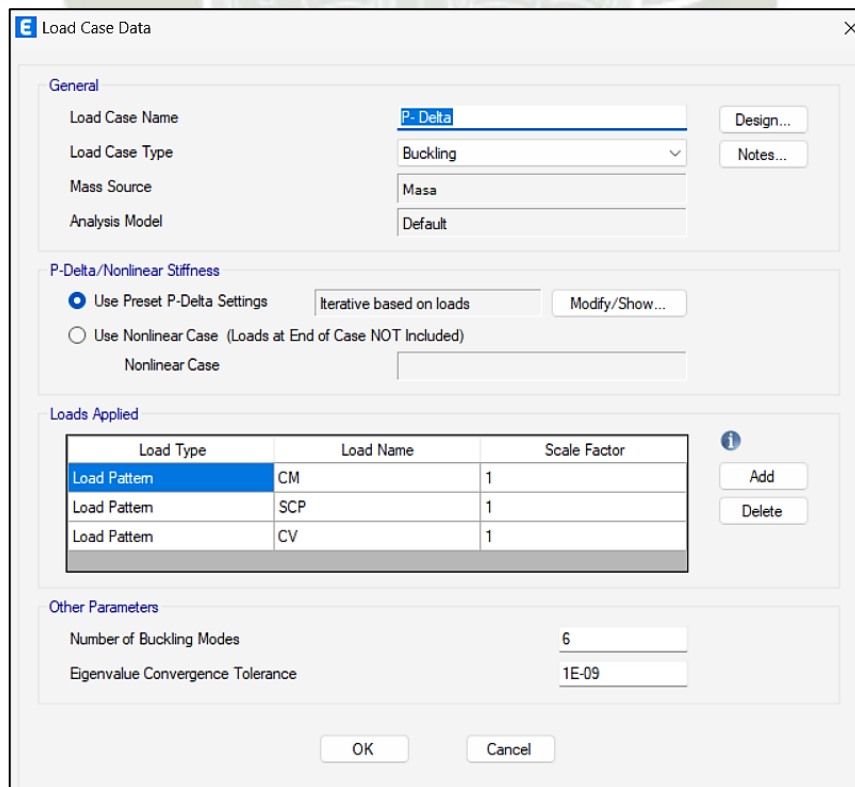 E Load Case Data
General
Load Case Name P- Delta Design...
Load Case Type Buckling Notes...
Mass Source Masa
Analysis Model Default
P-Delta/Nonlinear Stiffness
Use Preset P-Delta Settings Iterative based on loads Modify/Show...
Use Nonlinear Case (Loads at End of Case NOT Included)
Nonlinear Case
Loads Applied
Load Type Load Name Scale Factor
Load Pattern CM 1 Add
Load Pattern SCP 1 Delete
Load Pattern CV 1
Other Parameters
Number of Buckling Modes 6
Eigenvalue Convergence Tolerance 1E-09
OK Cancel